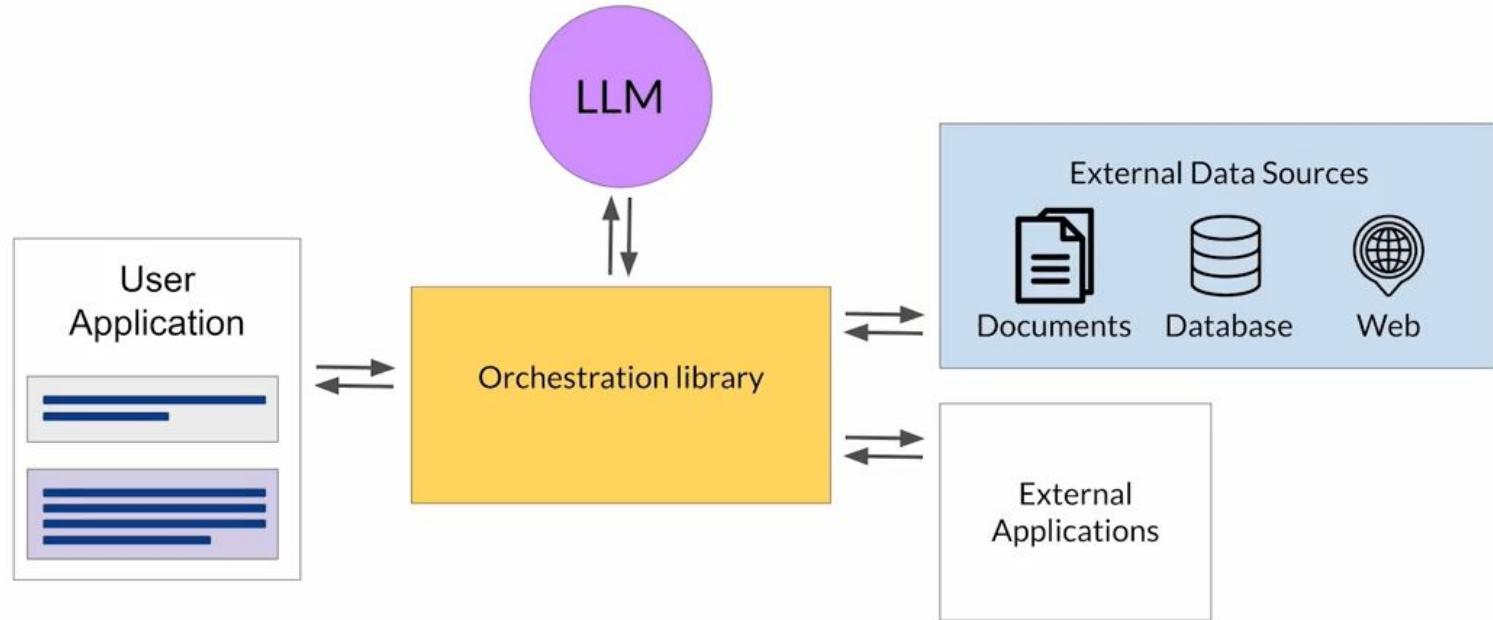 LLM
User
Application
Orchestration library
External Data Sources
Documents Database Web
External
Applications